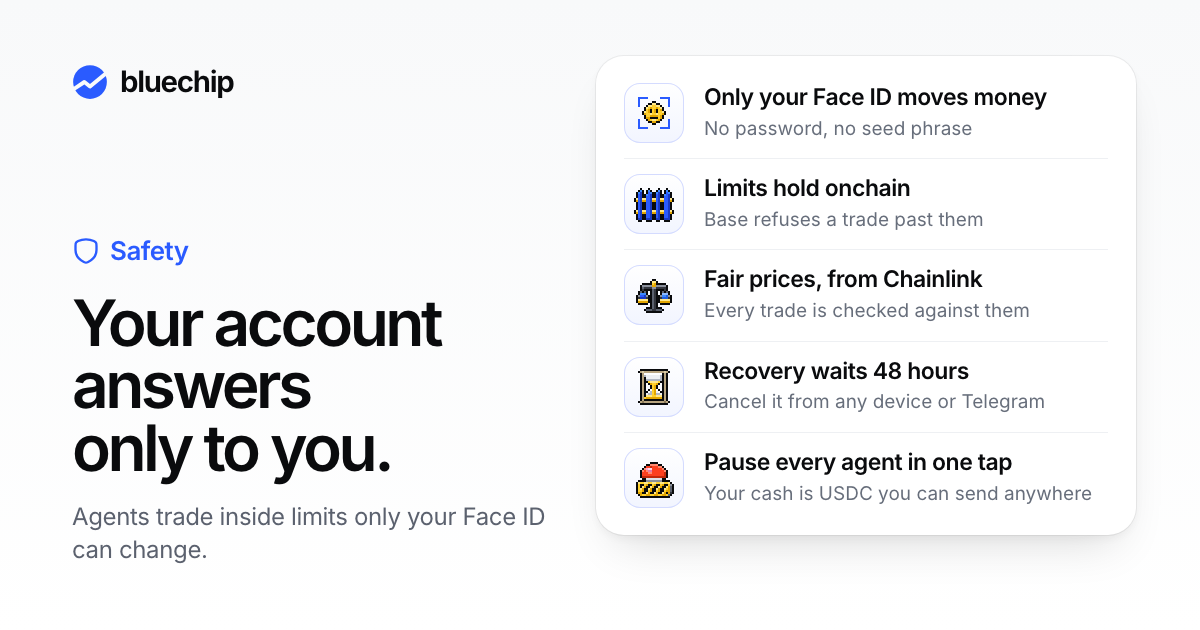 bluechip
Safety
Your account
answers
only to you.
Agents trade inside limits only your Face ID
can change.
Only your Face ID moves money
No password, no seed phrase
Limits hold onchain
Base refuses a trade past them
Fair prices, from Chainlink
Every trade is checked against them
Recovery waits 48 hours
Cancel it from any device or Telegram
Pause every agent in one tap
Your cash is USDC you can send anywhere